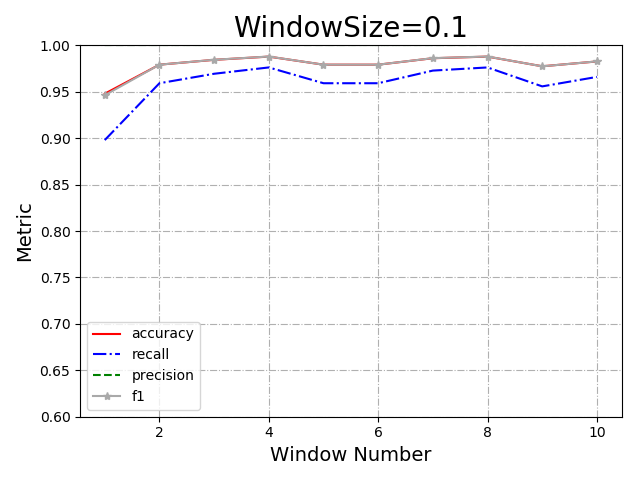 WindowSize=0.1
1.00
0.95
0.90
0.85
0.80
0.75
0.70
0.65
0.60
Metric
accuracy
recall
precision
f1
2
4
6
8
10
Window Number